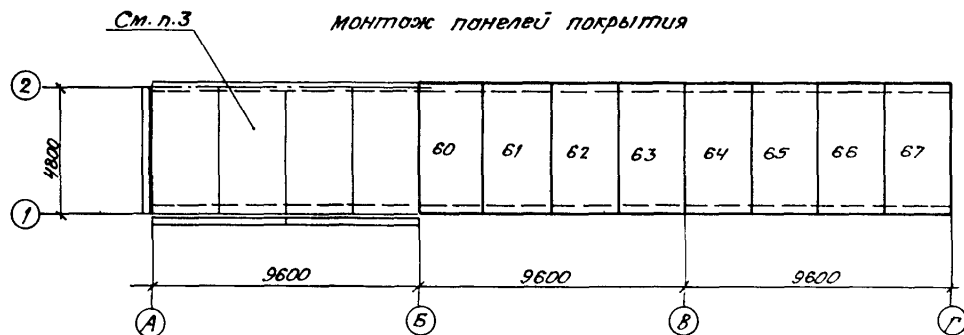 См. п.3
монтаж панелей покрытия
2
4800
60 61 62 63 64 65 66 67
1
9600 9600 9600
А Б В Г